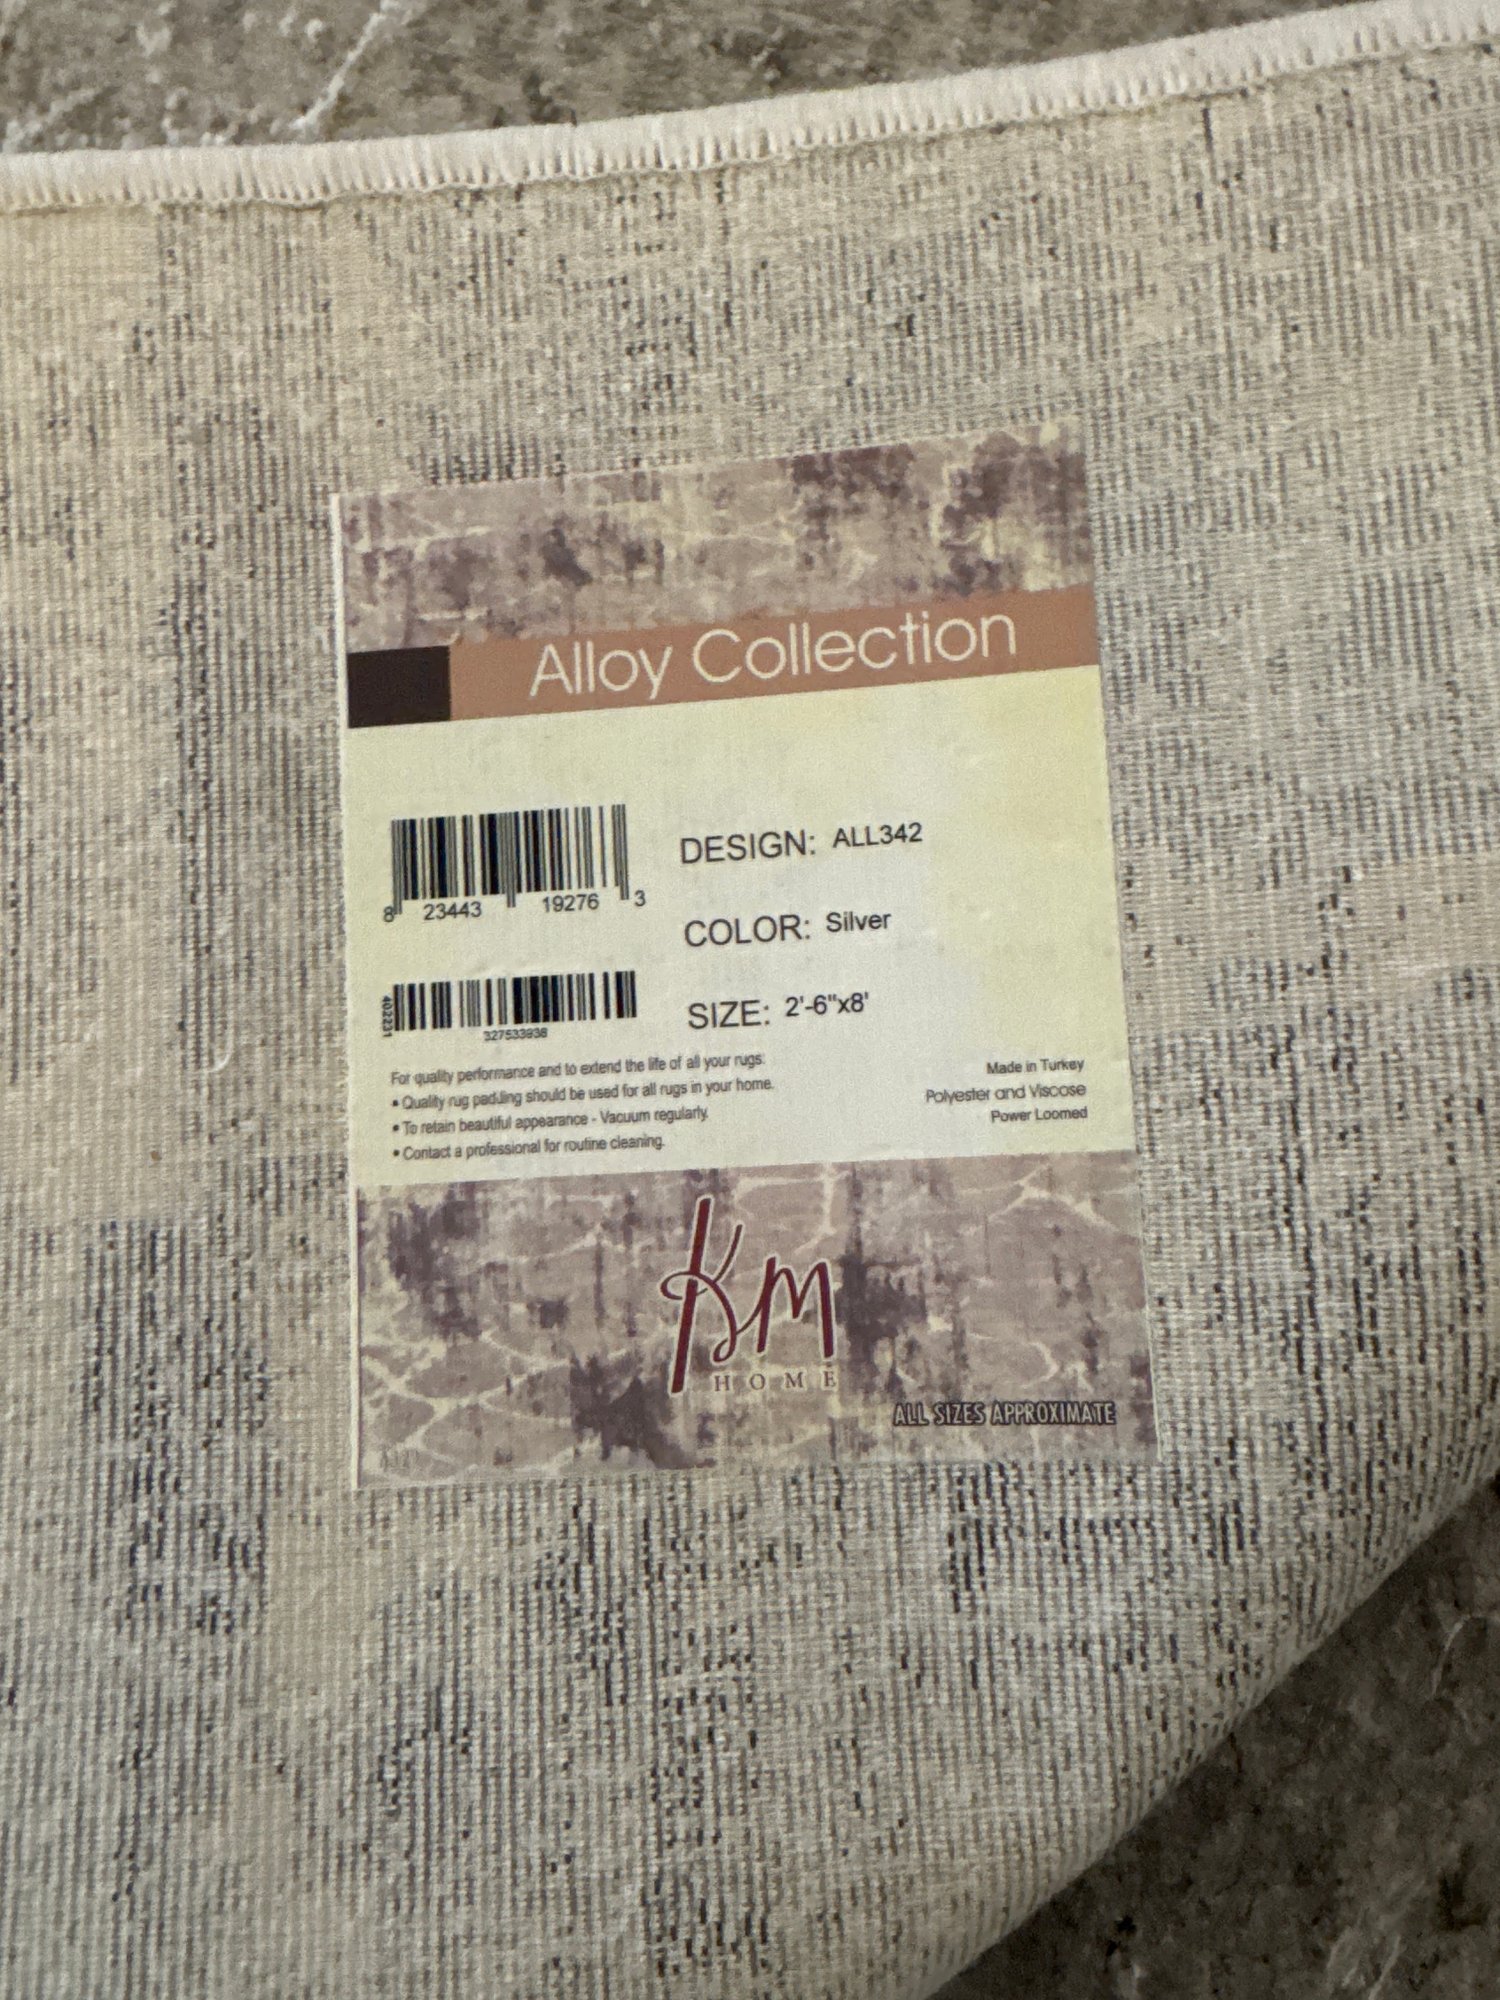 Alloy Collection
8 23443 19276 3
DESIGN: ALL342
COLOR: Silver
402231
327533936
SIZE: 2'-6"x8'
For quality performance and to extend the life of all your rugs:
• Quality rug padding should be used for all rugs in your home.
• To retain beautiful appearance - Vacuum regularly.
• Contact a professional for routine cleaning.
Made in Turkey
Polyester and Viscose
Power Loomed
KM
HOME
ALL SIZES APPROXIMATE